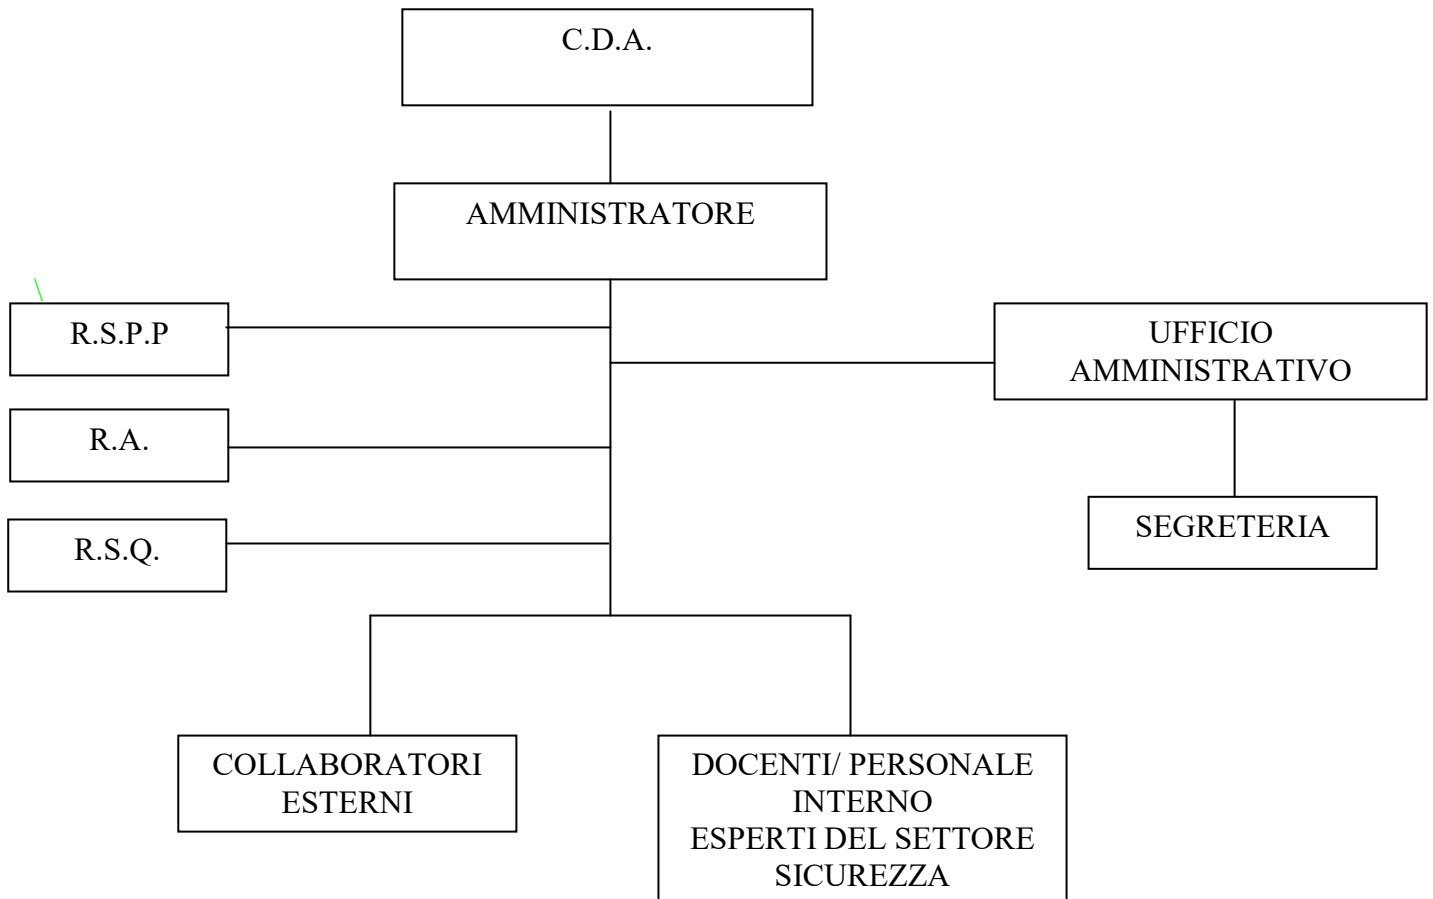 C.D.A.
AMMINISTRATORE
R.S.P.P
UFFICIO
AMMINISTRATIVO
R.A.
SEGRETERIA
R.S.Q.
COLLABORATORI
ESTERNI
DOCENTI/ PERSONALE
INTERNO
ESPERTI DEL SETTORE
SICUREZZA